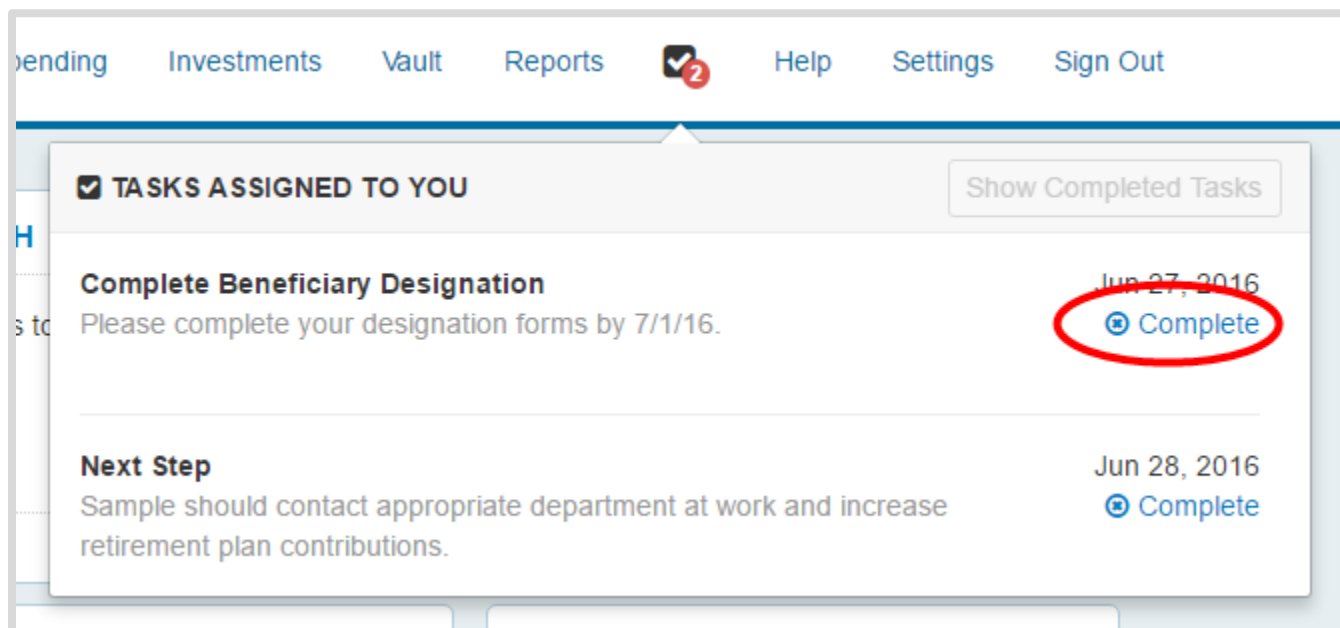 Investments Vault Reports 2 Help Settings Sign Out
TASKS ASSIGNED TO YOU Show Completed Tasks
H
Complete Beneficiary Designation Jun 27, 2016
Please complete your designation forms by 7/1/16. Complete
Next Step Jun 28, 2016
Sample should contact appropriate department at work and increase Complete
retirement plan contributions.